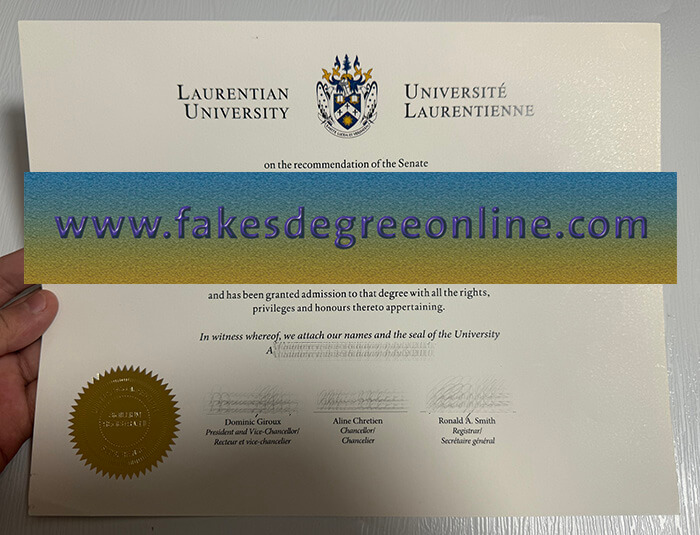 LAURENTIAN
UNIVERSITY
UNIVERSITÉ
LAURENTIENNE
on the recommendation of the Senate
www.fakesdegreeonline.com
and has been granted admission to that degree with all the rights,
privileges and honours thereto appertaining.
In witness whereof, we attach our names and the seal of the University
A
Dominic Giroux
President and Vice-Chancellor/
Recteur et vice-chancelier
Aline Chretien
Chancellor/
Chancelier
Ronald A. Smith
Registrar/
Secrétaire général